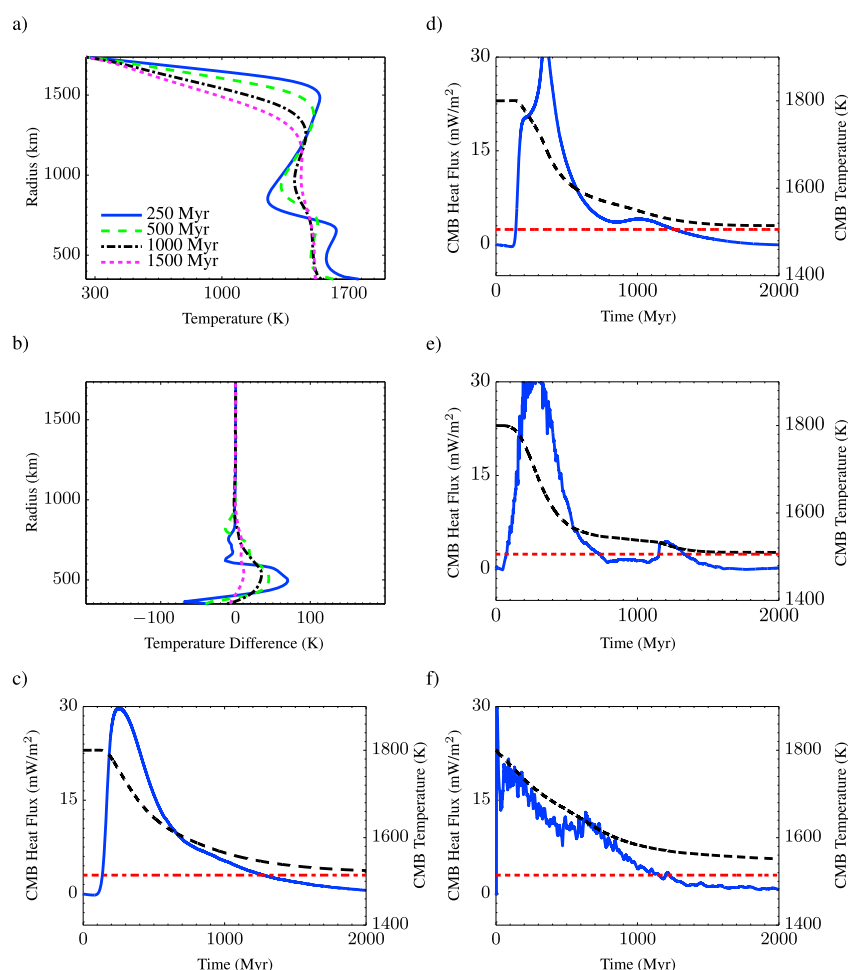 a)
1500
1000
500
Radius (km)
250 Myr
500 Myr
1000 Myr
1500 Myr
300
1000
1700
Temperature (K)
b)
1500
1000
500
Radius (km)
−100
0
100
Temperature Difference (K)
c)
30
15
0
CMB Heat Flux (mW/m²)
1800
1600
1400
CMB Temperature (K)
0
1000
2000
Time (Myr)
d)
30
15
0
CMB Heat Flux (mW/m²)
1800
1600
1400
CMB Temperature (K)
0
1000
2000
Time (Myr)
e)
30
15
0
CMB Heat Flux (mW/m²)
1800
1600
1400
CMB Temperature (K)
0
1000
2000
Time (Myr)
f)
30
15
0
CMB Heat Flux (mW/m²)
1800
1600
1400
CMB Temperature (K)
0
1000
2000
Time (Myr)